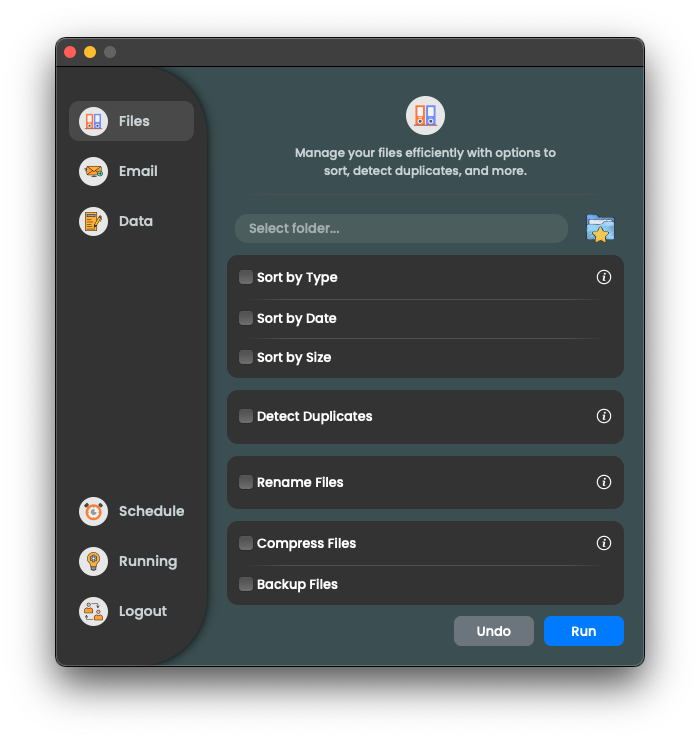 Files
Email
Data
Schedule
Running
Logout
Manage your files efficiently with options to
sort, detect duplicates, and more.
Select folder...
Sort by Type
Sort by Date
Sort by Size
Detect Duplicates
Rename Files
Compress Files
Backup Files
Undo
Run